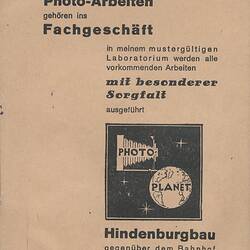 Photo-Arbeiten
gehören ins
Fachgeschäft
in meinem mustergültigen
Laboratorium werden alle
vorkommenden Arbeiten
mit besonderer
Sorgfalt
ausgeführt
PHOTO
PLANET
Hindenburgbau
gegenüber dem Bahnhof